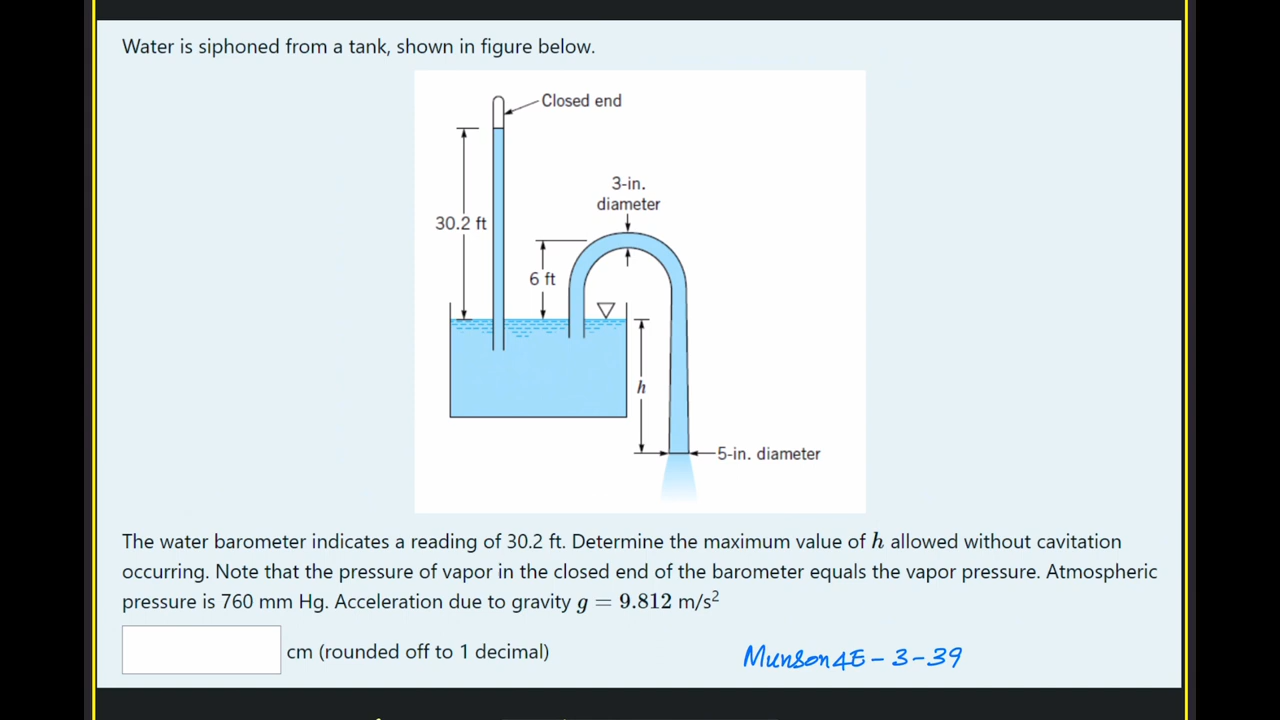 Water is siphoned from a tank, shown in figure below.
Closed end
3-in.
diameter
30.2 ft
6 ft
h
5-in. diameter
The water barometer indicates a reading of 30.2 ft. Determine the maximum value of h allowed without cavitation
occurring. Note that the pressure of vapor in the closed end of the barometer equals the vapor pressure. Atmospheric
pressure is 760 mm Hg. Acceleration due to gravity g = 9.812 m/s²
cm (rounded off to 1 decimal)
Munson 4E - 3-39